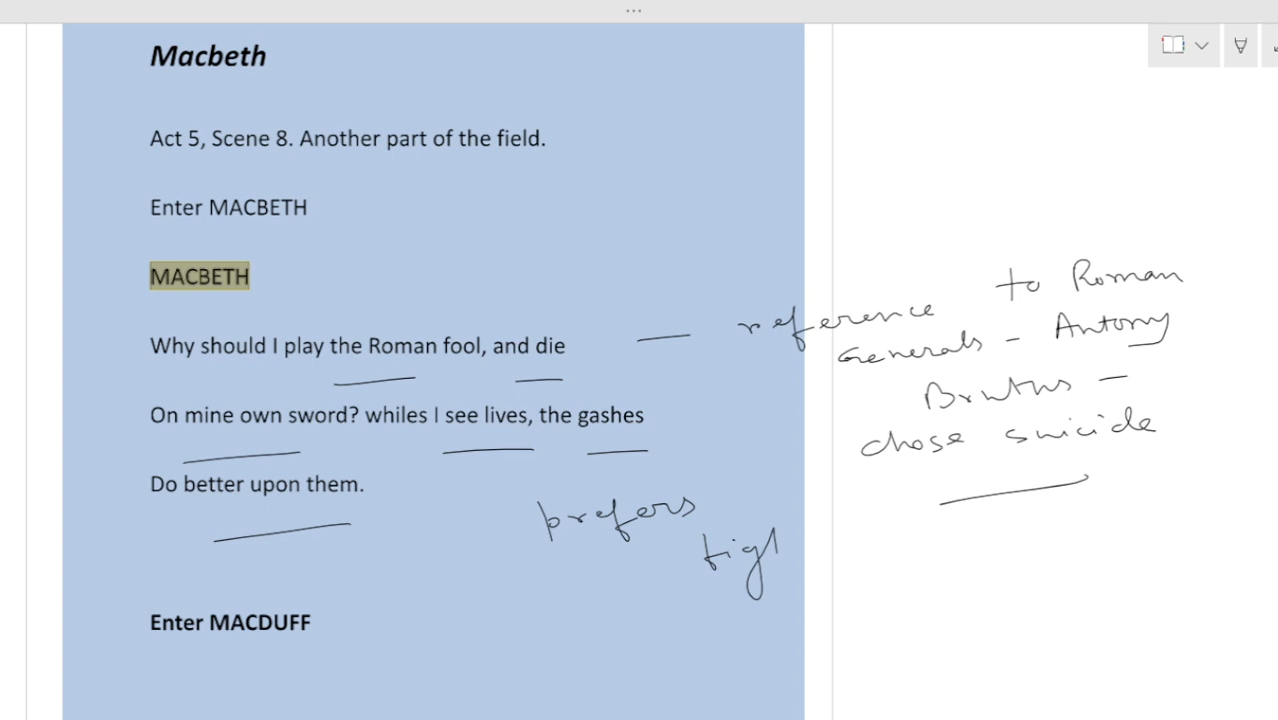 Macbeth
Act 5, Scene 8. Another part of the field.
Enter MACBETH
MACBETH
Why should I play the Roman fool, and die
On mine own sword? whiles I see lives, the gashes
Do better upon them.
Enter MACDUFF
reference to Roman
Generals - Antony
Brutus -
chose suicide
prefers